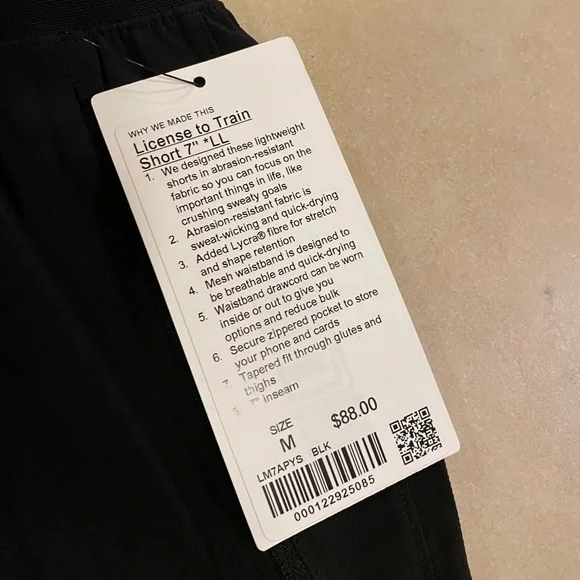 WHY WE MADE THIS
License to Train
Short 7" *LL
1. We designed these lightweight
shorts in abrasion-resistant
fabric so you can focus on the
important things in life, like
crushing sweaty goals
2. Abrasion-resistant fabric is
sweat-wicking and quick-drying
3. Added Lycra® fibre for stretch
and shape retention
4. Mesh waistband is designed to
be breathable and quick-drying
5. Waistband drawcord can be worn
inside or out to give you
options and reduce bulk
6. Secure zippered pocket to store
your phone and cards
7. Tapered fit through glutes and
thighs
8. 7" inseam
SIZE
M $88.00
LM7APYS BLK
000122925085